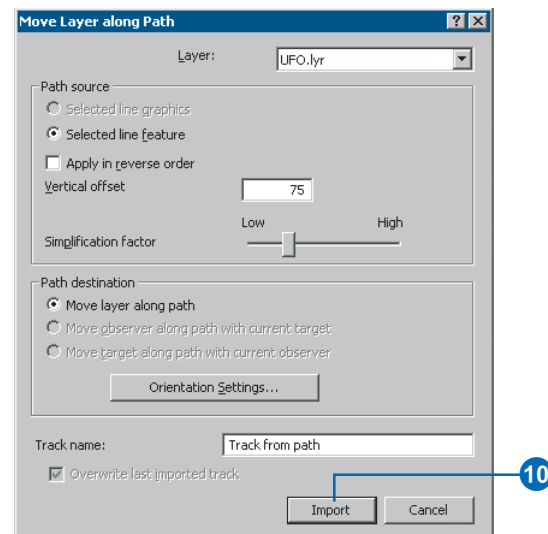 Move Layer along Path
Layer: UFO.lyr
Path source
Selected line graphics
Selected line feature
Apply in reverse order
Vertical offset 75
Low High
Simplification factor
Path destination
Move layer along path
Move observer along path with current target
Move target along path with current observer
Orientation Settings...
Track name: Track from path
Overwrite last imported track
10
Import Cancel